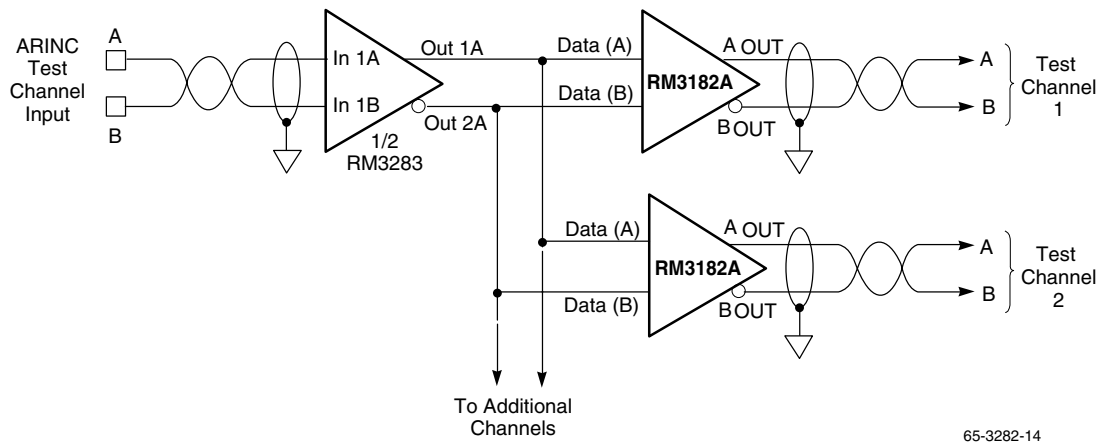 ARINC
Test
Channel
Input
A
B
In 1A
In 1B
Out 1A
Out 2A
1/2
RM3283
Data (A)
Data (B)
RM3182A
A OUT
B OUT
A
B
Test
Channel
1
Data (A)
Data (B)
RM3182A
A OUT
B OUT
A
B
Test
Channel
2
To Additional
Channels
65-3282-14